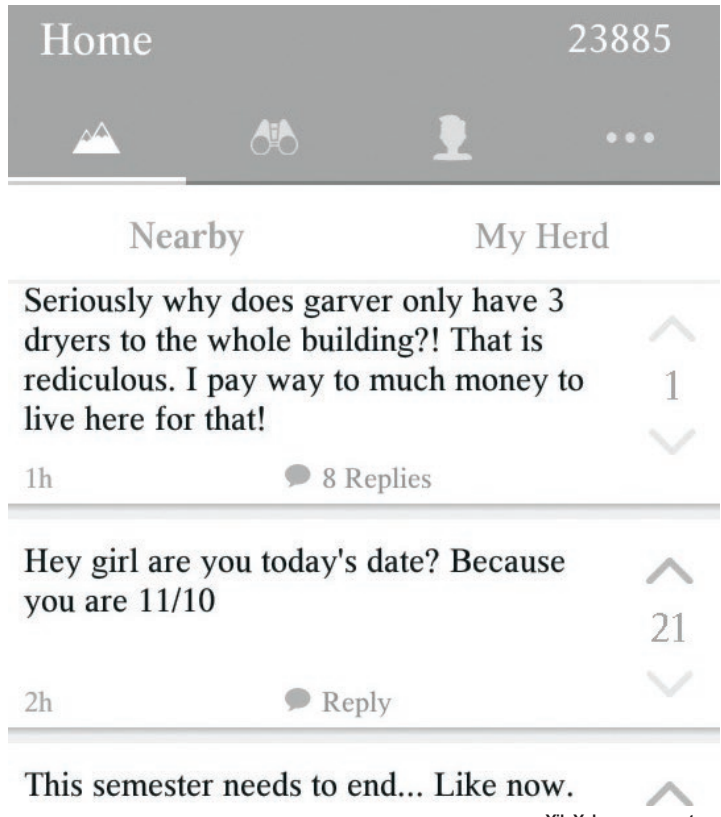 Home 23885
Nearby My Herd
Seriously why does garver only have 3
dryers to the whole building?! That is
rediculous. I pay way to much money to
live here for that!
1
1h 8 Replies
Hey girl are you today's date? Because
you are 11/10
21
2h Reply
This semester needs to end... Like now.